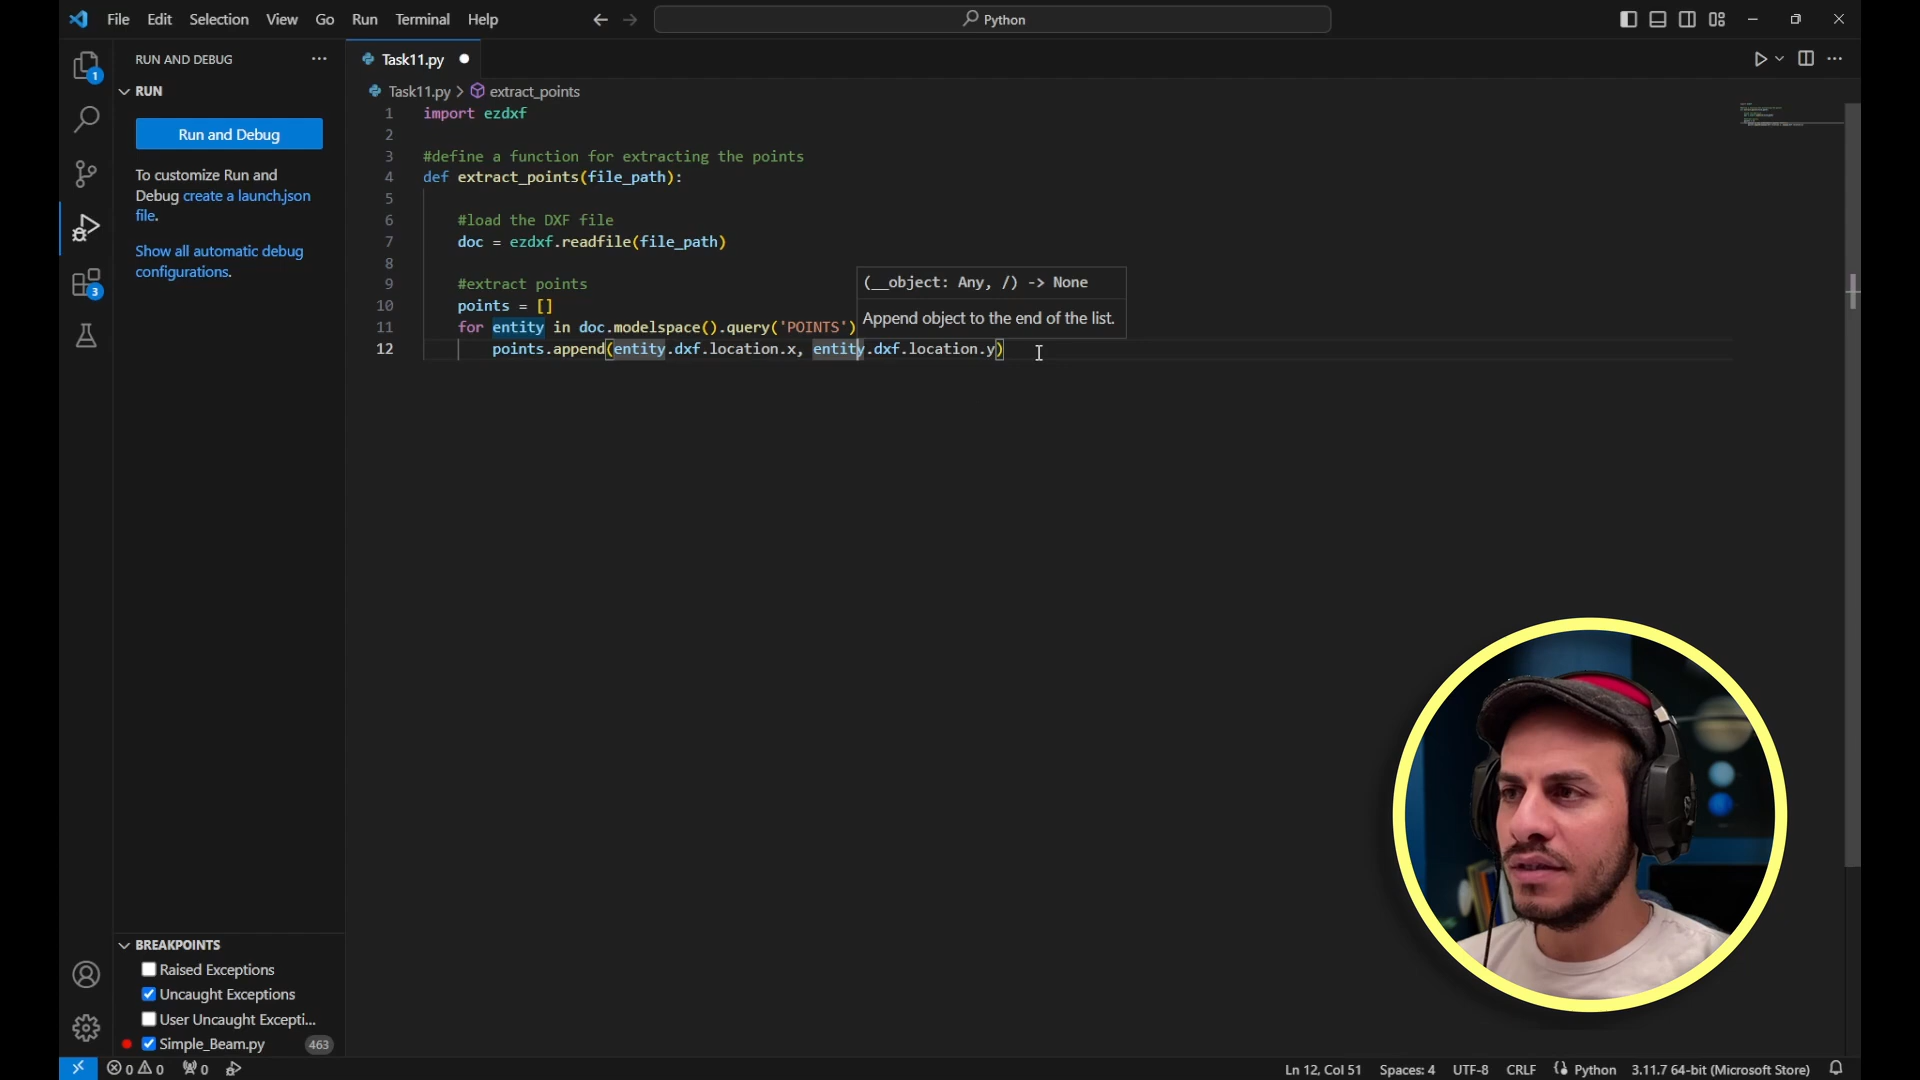 File Edit Selection View Go Run Terminal Help
Python
RUN AND DEBUG
RUN
Run and Debug
To customize Run and
Debug create a launch.json
file.
Show all automatic debug
configurations.
Task11.py
Task11.py > extract_points
1 import ezdxf
2
3 #define a function for extracting the points
4 def extract_points(file_path):
5
6 #load the DXF file
7 doc = ezdxf.readfile(file_path)
8
9 #extract points
10 points = []
11 for entity in doc.modelspace().query('POINTS')
12 points.append(entity.dxf.location.x, entity.dxf.location.y)
(__object: Any, /) -> None
Append object to the end of the list.
1
3
BREAKPOINTS
Raised Exceptions
Uncaught Exceptions
User Uncaught Excepti...
Simple_Beam.py 463
0 0 0
Ln 12, Col 51 Spaces: 4 UTF-8 CRLF Python 3.11.7 64-bit (Microsoft Store)